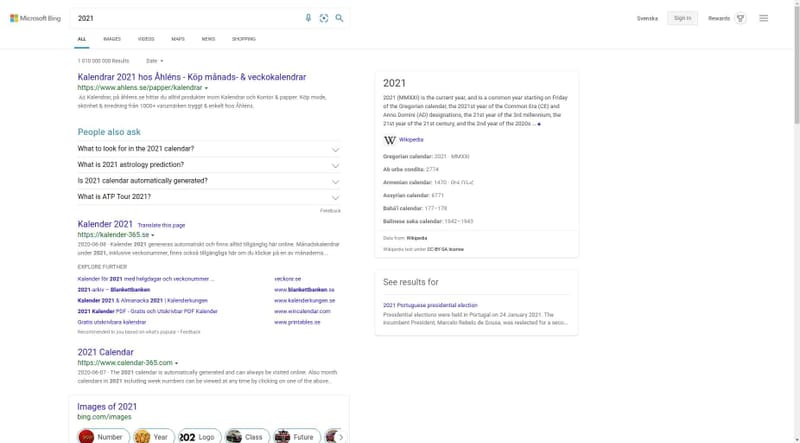 Microsoft Bing
2021
Svenska
Sign in
Rewards
ALL
IMAGES
VIDEOS
MAPS
NEWS
SHOPPING
1 010 000 000 Results
Date
Kalendrar 2021 hos Åhléns - Köp månads- & veckokalendrar
https://www.ahlens.se/papper/kalendrar
Ad Kalendrar, på åhlens.se hittar du alltid produkter inom Kalendrar och Kontor & papper. Köp mode,
skönhet & inredning från 1000+ varumärken tryggt & enkelt hos Åhlens.
People also ask
What to look for in the 2021 calendar?
What is 2021 astrology prediction?
Is 2021 calendar automatically generated?
What is ATP Tour 2021?
Feedback
Kalender 2021 Translate this page
https://kalender-365.se
2020-06-08 · Kalender 2021 genereras automatiskt och finns alltid tillgänglig här online. Månadskalendrar
under 2021, inklusive veckonummer, finns också tillgängliga här om du klickar på en av månaderna...
EXPLORE FURTHER
Kalender för 2021 med helgdagar och veckonummer ...
veckonr.se
2021-arkiv – Blankettbanken
www.blankettbanken.se
Kalender 2021 & Almanacka 2021 | Kalenderkungen
www.kalenderkungen.se
2021 Kalender PDF - Gratis och Utskrivbar PDF Kalender
www.wincalendar.com
Gratis utskrivbara kalendrar
www.printables.se
Recommended to you based on what's popular • Feedback
2021 Calendar
https://www.calendar-365.com
2020-06-07 · The 2021 calendar is automatically generated and can always be visited online. Also month
calendars in 2021 including week numbers can be viewed at any time by clicking on one of the above..
Images of 2021
bing.com/images
Number
Year
2021
Logo
Class
Future
2021
2021 (MMXXI) is the current year, and is a common year starting on Friday
of the Gregorian calendar, the 2021st year of the Common Era (CE) and
Anno Domini (AD) designations, the 21st year of the 3rd millennium, the
21st year of the 21st century, and the 2nd year of the 2020s ...
W Wikipedia
Gregorian calendar: 2021 · MMXXI
Ab urbe condita: 2774
Armenian calendar: 1470 · ԹՎ ՌՆՀ
Assyrian calendar: 6771
Bahá'í calendar: 177–178
Balinese saka calendar: 1942–1943
Data from: Wikipedia
Wikipedia text under CC-BY-SA license
See results for
2021 Portuguese presidential election
Presidential elections were held in Portugal on 24 January 2021. The
incumbent President, Marcelo Rebelo de Sousa, was reelected for a seco...